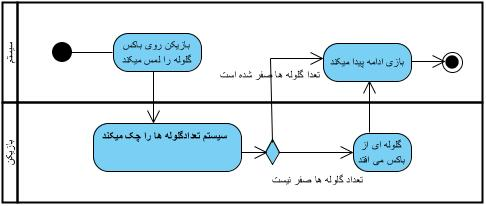 سیستم
بازیکن روی باکس
گلوله را لمس میکند
بازی ادامه پیدا میکند
تعدا گلوله ها صفر شده است
بازیکن
سیستم تعدادگلوله ها را چک میکند
گلوله ای از
باکس می افتد
تعداد گلوله ها صفر نیست